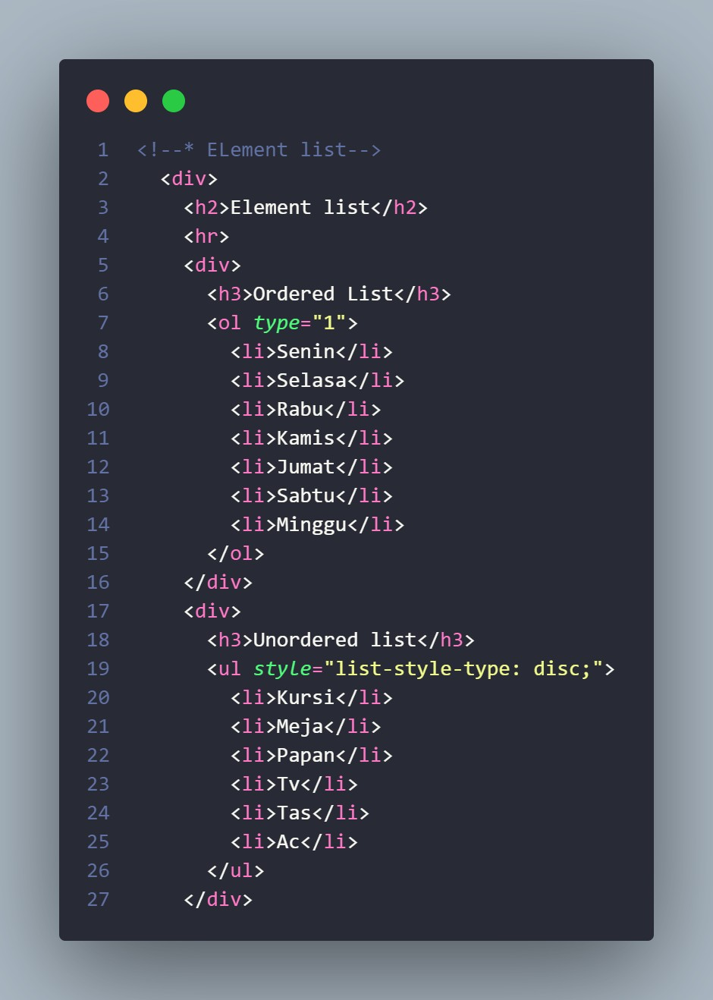 1 <!--* ELement list-->
2 <div>
3 <h2>Element list</h2>
4 <hr>
5 <div>
6 <h3>Ordered List</h3>
7 <ol type="1">
8 <li>Senin</li>
9 <li>Selasa</li>
10 <li>Rabu</li>
11 <li>Kamis</li>
12 <li>Jumat</li>
13 <li>Sabtu</li>
14 <li>Minggu</li>
15 </ol>
16 </div>
17 <div>
18 <h3>Unordered list</h3>
19 <ul style="list-style-type: disc;">
20 <li>Kursi</li>
21 <li>Meja</li>
22 <li>Papan</li>
23 <li>Tv</li>
24 <li>Tas</li>
25 <li>Ac</li>
26 </ul>
27 </div>